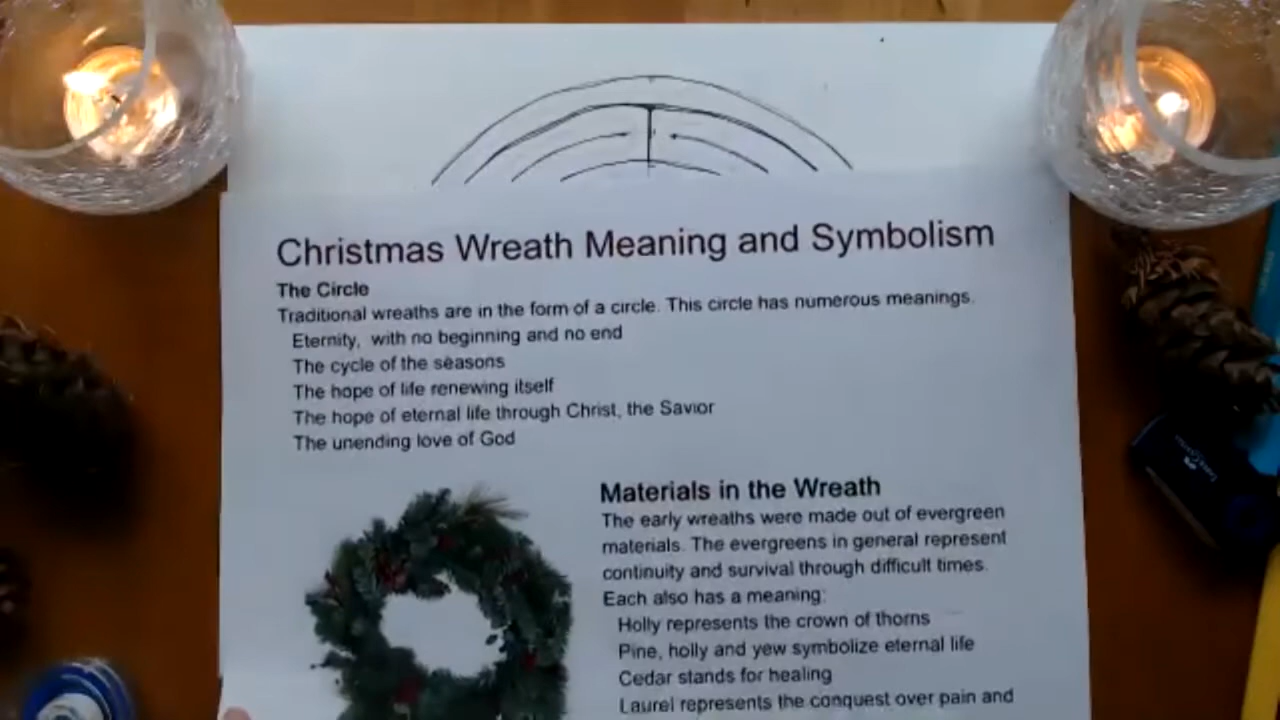 Christmas Wreath Meaning and Symbolism
The Circle
Traditional wreaths are in the form of a circle. This circle has numerous meanings.
Eternity, with no beginning and no end
The cycle of the seasons
The hope of life renewing itself
The hope of eternal life through Christ, the Savior
The unending love of God
Materials in the Wreath
The early wreaths were made out of evergreen
materials. The evergreens in general represent
continuity and survival through difficult times.
Each also has a meaning:
Holly represents the crown of thorns
Pine, holly and yew symbolize eternal life
Cedar stands for healing
Laurel represents the conquest over pain and